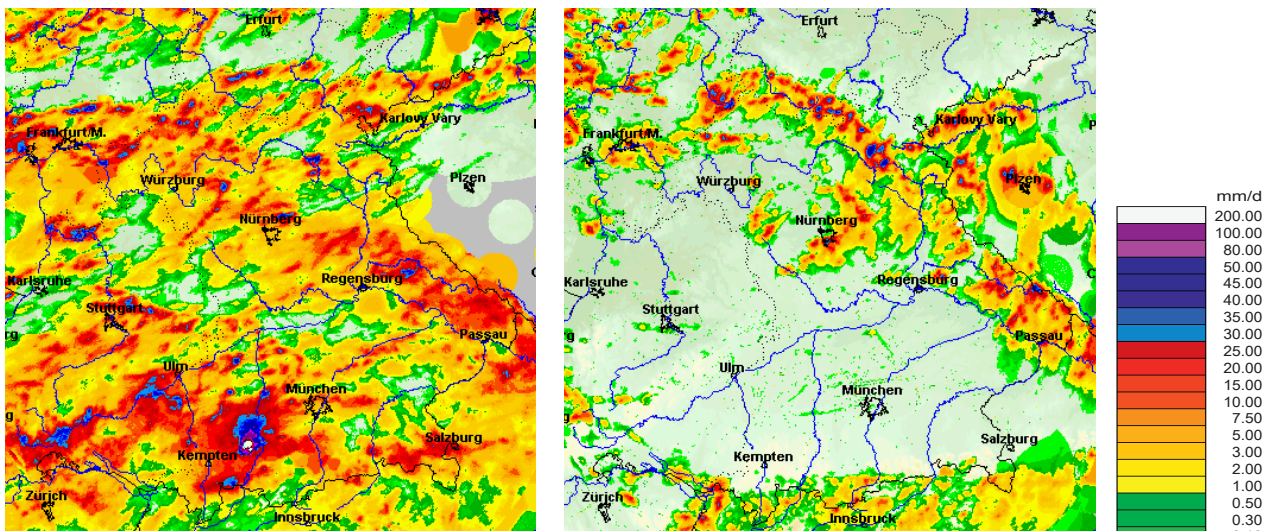 Erfurt
Frankfurt/M.
Karlovy Vary
Würzburg
Plzen
Nürnberg
Karlsruhe
Regensburg
Stuttgart
Passau
Ulm
München
Salzburg
Kempten
Zürich
Innsbruck
Erfurt
Frankfurt/M.
Karlovy Vary
Würzburg
Plzen
Nürnberg
Karlsruhe
Regensburg
Stuttgart
Passau
Ulm
München
Salzburg
Kempten
Zürich
Innsbruck
mm/d
200.00
100.00
80.00
50.00
45.00
40.00
35.00
30.00
25.00
20.00
15.00
10.00
7.50
5.00
3.00
2.00
1.00
0.50
0.30